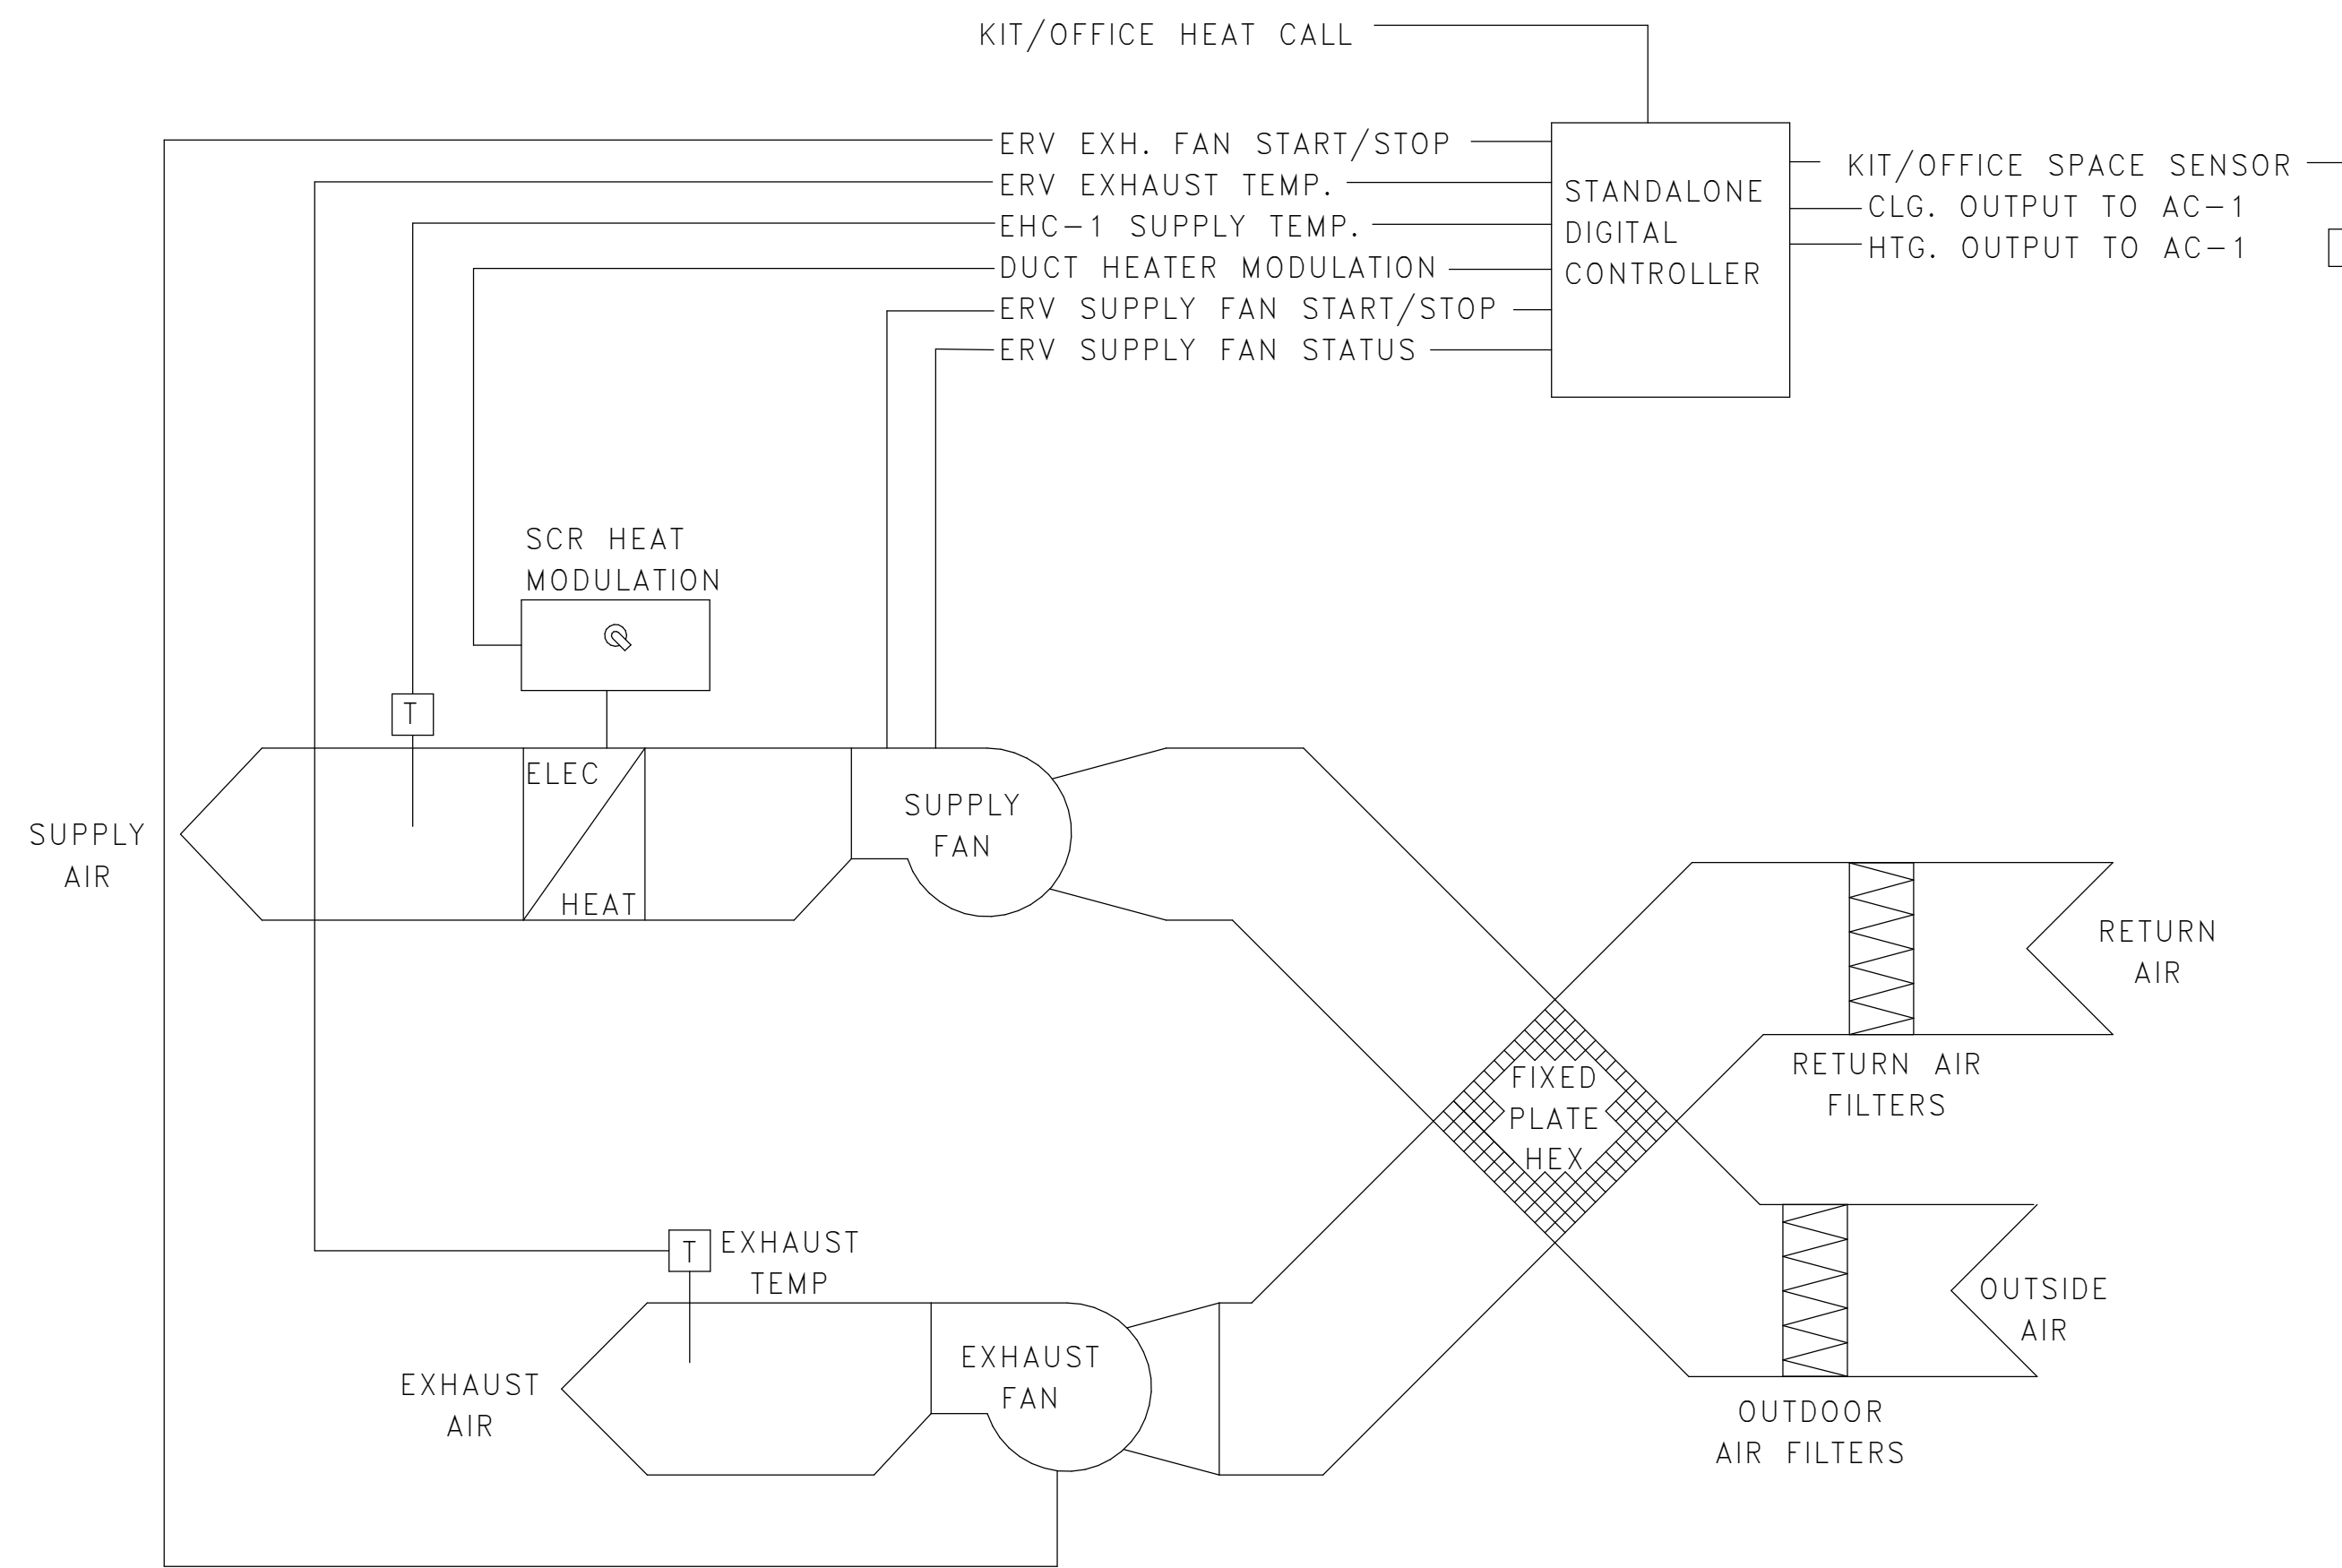 KIT/OFFICE HEAT CALL
ERV EXH. FAN START/STOP
ERV EXHAUST TEMP.
EHC-1 SUPPLY TEMP.
DUCT HEATER MODULATION
ERV SUPPLY FAN START/STOP
ERV SUPPLY FAN STATUS
STANDALONE
DIGITAL
CONTROLLER
KIT/OFFICE SPACE SENSOR
CLG. OUTPUT TO AC-1
HTG. OUTPUT TO AC-1
SCR HEAT
MODULATION
T
ELEC
HEAT
SUPPLY
FAN
SUPPLY
AIR
RETURN
AIR
RETURN AIR
FILTERS
FIXED
PLATE
HEX
T
EXHAUST
TEMP
EXHAUST
FAN
EXHAUST
AIR
OUTSIDE
AIR
OUTDOOR
AIR FILTERS